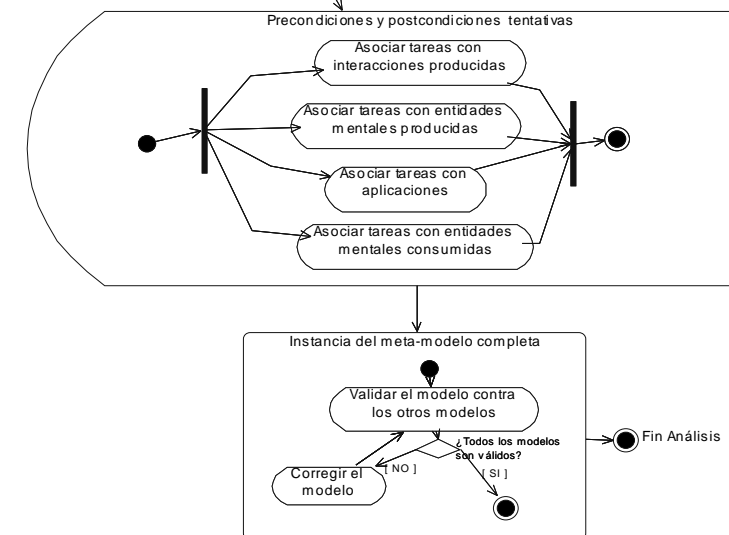 Precondiciones y postcondiciones tentativas
Asociar tareas con
interacciones producidas
Asociar tareas con entidades
mentales producidas
Asociar tareas con
aplicaciones
Asociar tareas con entidades
mentales consumidas
Instancia del meta-modelo completa
Validar el modelo contra
los otros modelos
¿Todos los modelos
son válidos?
[ NO ]
[ SI ]
Corregir el
modelo
Fin Análisis